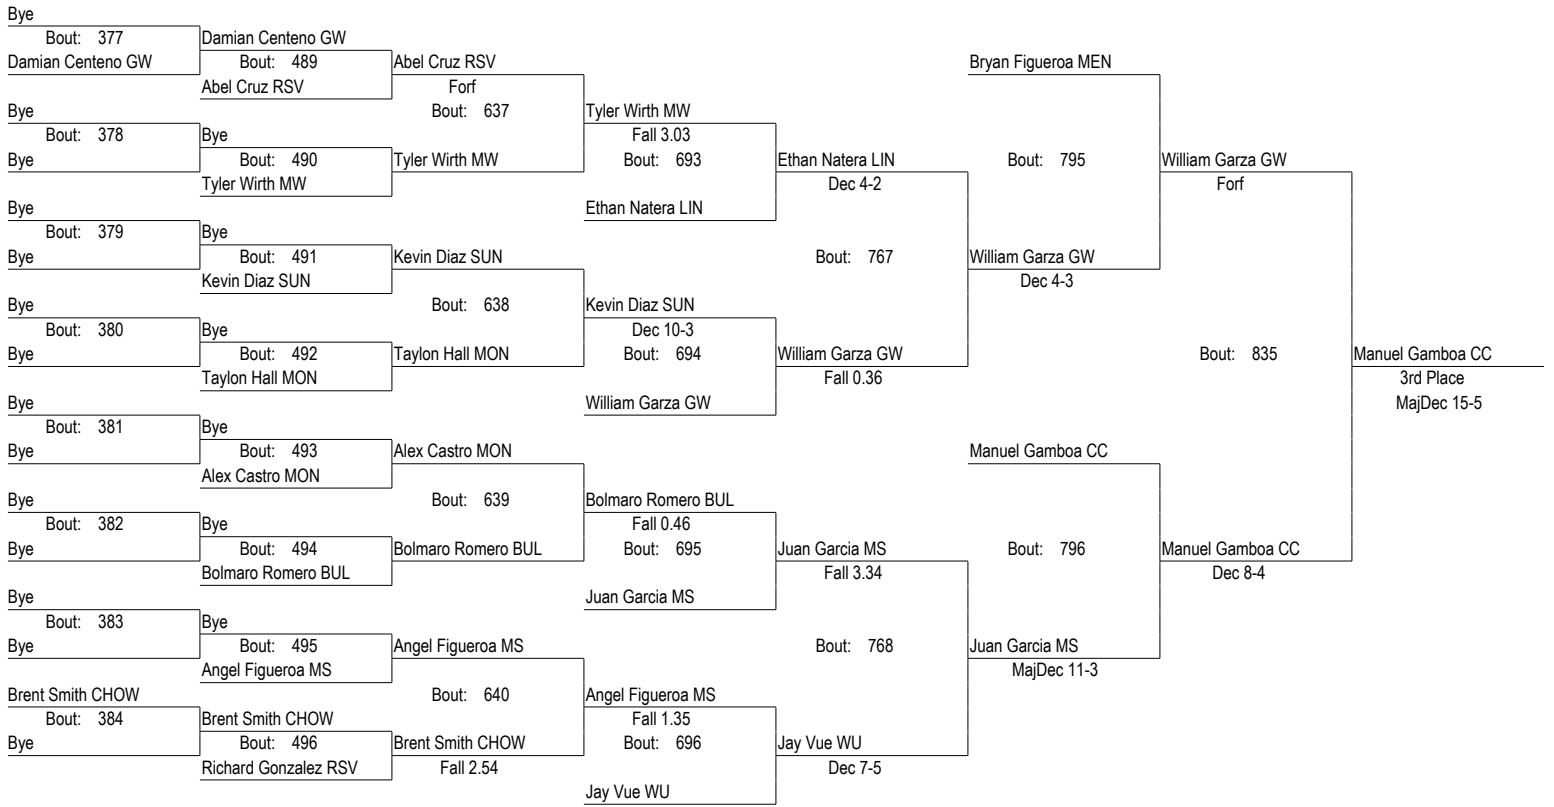 Bye
Bout: 377
Damian Centeno GW
Damian Centeno GW
Bout: 489
Abel Cruz RSV
Abel Cruz RSV
Forf
Bout: 637
Bryan Figueroa MEN
Bye
Bout: 378
Bye
Bye
Bout: 490
Tyler Wirth MW
Tyler Wirth MW
Tyler Wirth MW
Fall 3.03
Bout: 693
Ethan Natera LIN
Ethan Natera LIN
Dec 4-2
Bout: 795
William Garza GW
Forf
Bye
Bout: 379
Bye
Bye
Bout: 491
Kevin Diaz SUN
Kevin Diaz SUN
Bout: 638
Bout: 767
William Garza GW
Dec 4-3
Bye
Bout: 380
Bye
Bye
Bout: 492
Taylon Hall MON
Taylon Hall MON
Kevin Diaz SUN
Dec 10-3
Bout: 694
William Garza GW
William Garza GW
Fall 0.36
Bout: 835
Manuel Gamboa CC
3rd Place
MajDec 15-5
Bye
Bout: 381
Bye
Bye
Bout: 493
Alex Castro MON
Alex Castro MON
Bout: 639
Manuel Gamboa CC
Bye
Bout: 382
Bye
Bye
Bout: 494
Bolmaro Romero BUL
Bolmaro Romero BUL
Bolmaro Romero BUL
Fall 0.46
Bout: 695
Juan Garcia MS
Juan Garcia MS
Fall 3.34
Bout: 796
Manuel Gamboa CC
Dec 8-4
Bye
Bout: 383
Bye
Bye
Bout: 495
Angel Figueroa MS
Angel Figueroa MS
Bout: 640
Bout: 768
Juan Garcia MS
MajDec 11-3
Brent Smith CHOW
Bout: 384
Bye
Brent Smith CHOW
Bout: 496
Richard Gonzalez RSV
Brent Smith CHOW
Fall 2.54
Angel Figueroa MS
Fall 1.35
Bout: 696
Jay Vue WU
Jay Vue WU
Dec 7-5